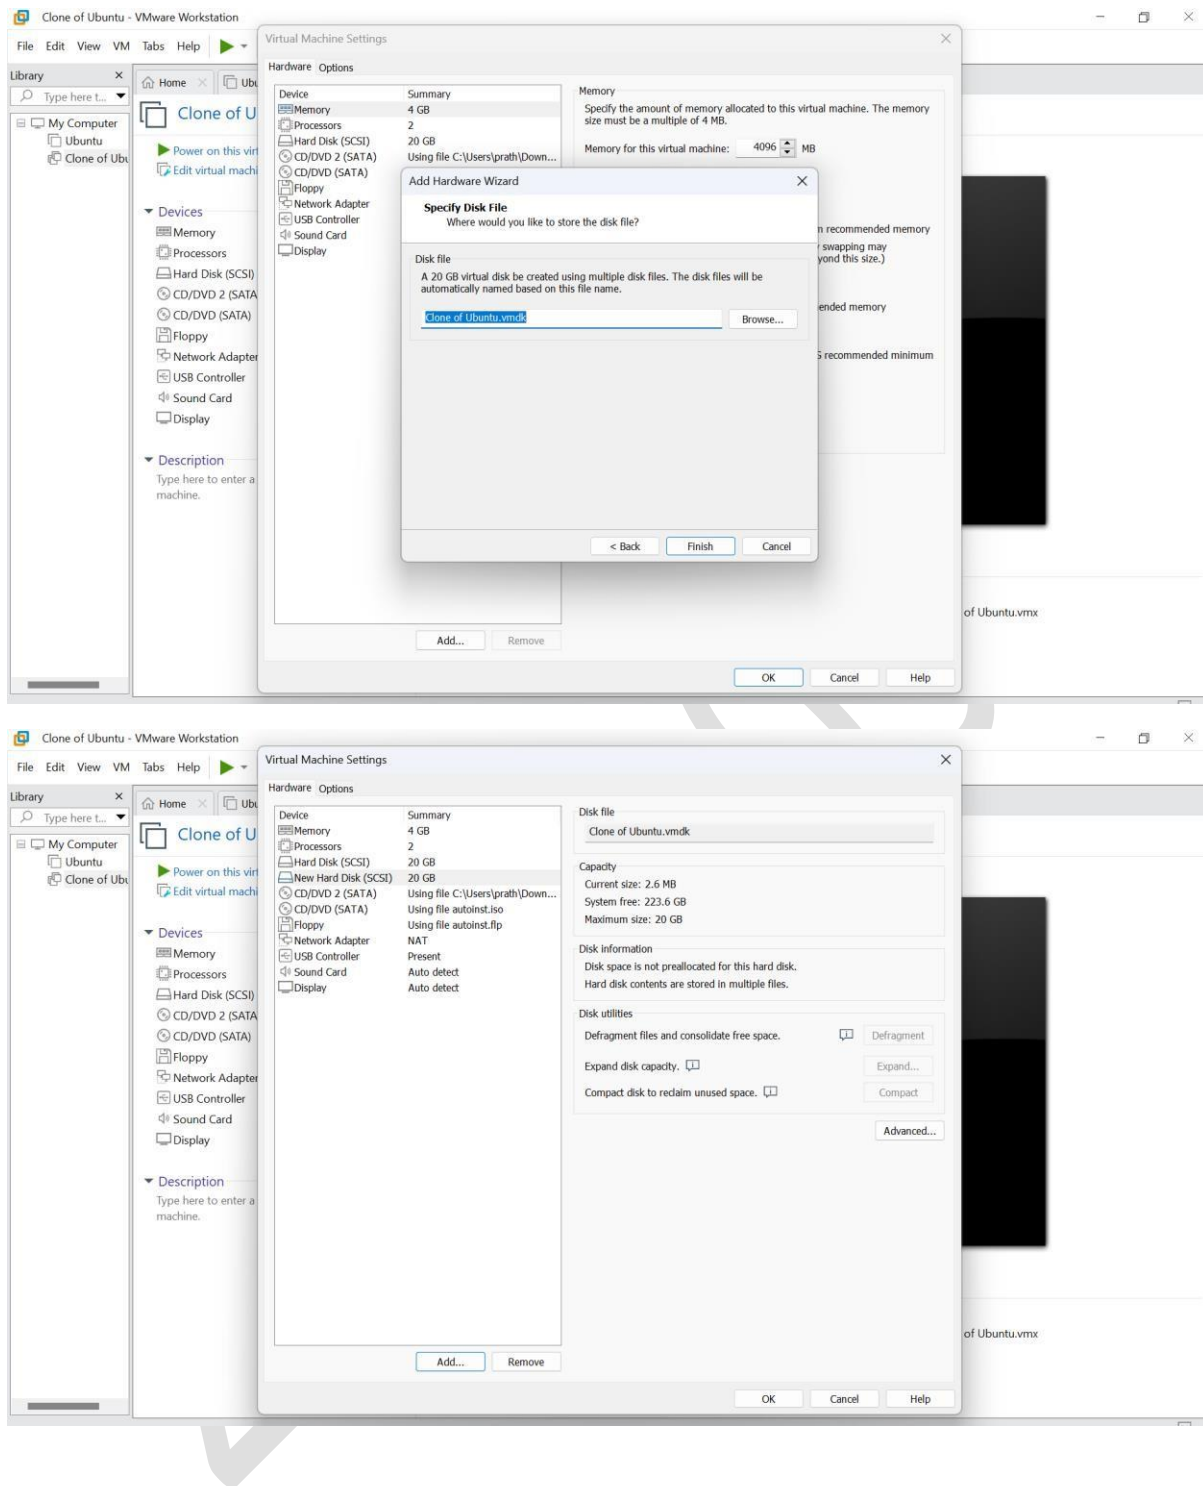 Clone of Ubuntu - VMware Workstation
File Edit View VM Tabs Help
Library
Type here t...
My Computer
Ubuntu
Clone of Ubu
Home
Ubu
Clone of U
Power on this virt
Edit virtual machi
Devices
Memory
Processors
Hard Disk (SCSI)
CD/DVD 2 (SATA
CD/DVD (SATA)
Floppy
Network Adapter
USB Controller
Sound Card
Display
Description
Type here to enter a
machine.
Virtual Machine Settings
Hardware Options
Device Summary
Memory 4 GB
Processors 2
Hard Disk (SCSI) 20 GB
CD/DVD 2 (SATA) Using file C:\Users\prath\Down...
CD/DVD (SATA)
Floppy
Network Adapter
USB Controller
Sound Card
Display
Memory
Specify the amount of memory allocated to this virtual machine. The memory
size must be a multiple of 4 MB.
Memory for this virtual machine: 4096 MB
recommended memory
swapping may
yond this size.)
ended memory
S recommended minimum
Add Hardware Wizard
Specify Disk File
Where would you like to store the disk file?
Disk file
A 20 GB virtual disk be created using multiple disk files. The disk files will be
automatically named based on this file name.
Clone of Ubuntu.vmdk
Browse...
< Back Finish Cancel
Add... Remove
OK Cancel Help
of Ubuntu.vmx
Clone of Ubuntu - VMware Workstation
File Edit View VM Tabs Help
Library
Type here t...
My Computer
Ubuntu
Clone of Ubu
Home
Ubu
Clone of U
Power on this virt
Edit virtual machi
Devices
Memory
Processors
Hard Disk (SCSI)
CD/DVD 2 (SATA
CD/DVD (SATA)
Floppy
Network Adapter
USB Controller
Sound Card
Display
Description
Type here to enter a
machine.
Virtual Machine Settings
Hardware Options
Device Summary
Memory 4 GB
Processors 2
Hard Disk (SCSI) 20 GB
New Hard Disk (SCSI) 20 GB
CD/DVD 2 (SATA) Using file C:\Users\prath\Down...
CD/DVD (SATA) Using file autoinst.iso
Floppy Using file autoinst.flp
Network Adapter NAT
USB Controller Present
Sound Card Auto detect
Display Auto detect
Disk file
Clone of Ubuntu.vmdk
Capacity
Current size: 2.6 MB
System free: 223.6 GB
Maximum size: 20 GB
Disk information
Disk space is not preallocated for this hard disk.
Hard disk contents are stored in multiple files.
Disk utilities
Defragment files and consolidate free space. Defragment
Expand disk capacity. Expand...
Compact disk to reclaim unused space. Compact
Advanced...
Add... Remove
OK Cancel Help
of Ubuntu.vmx